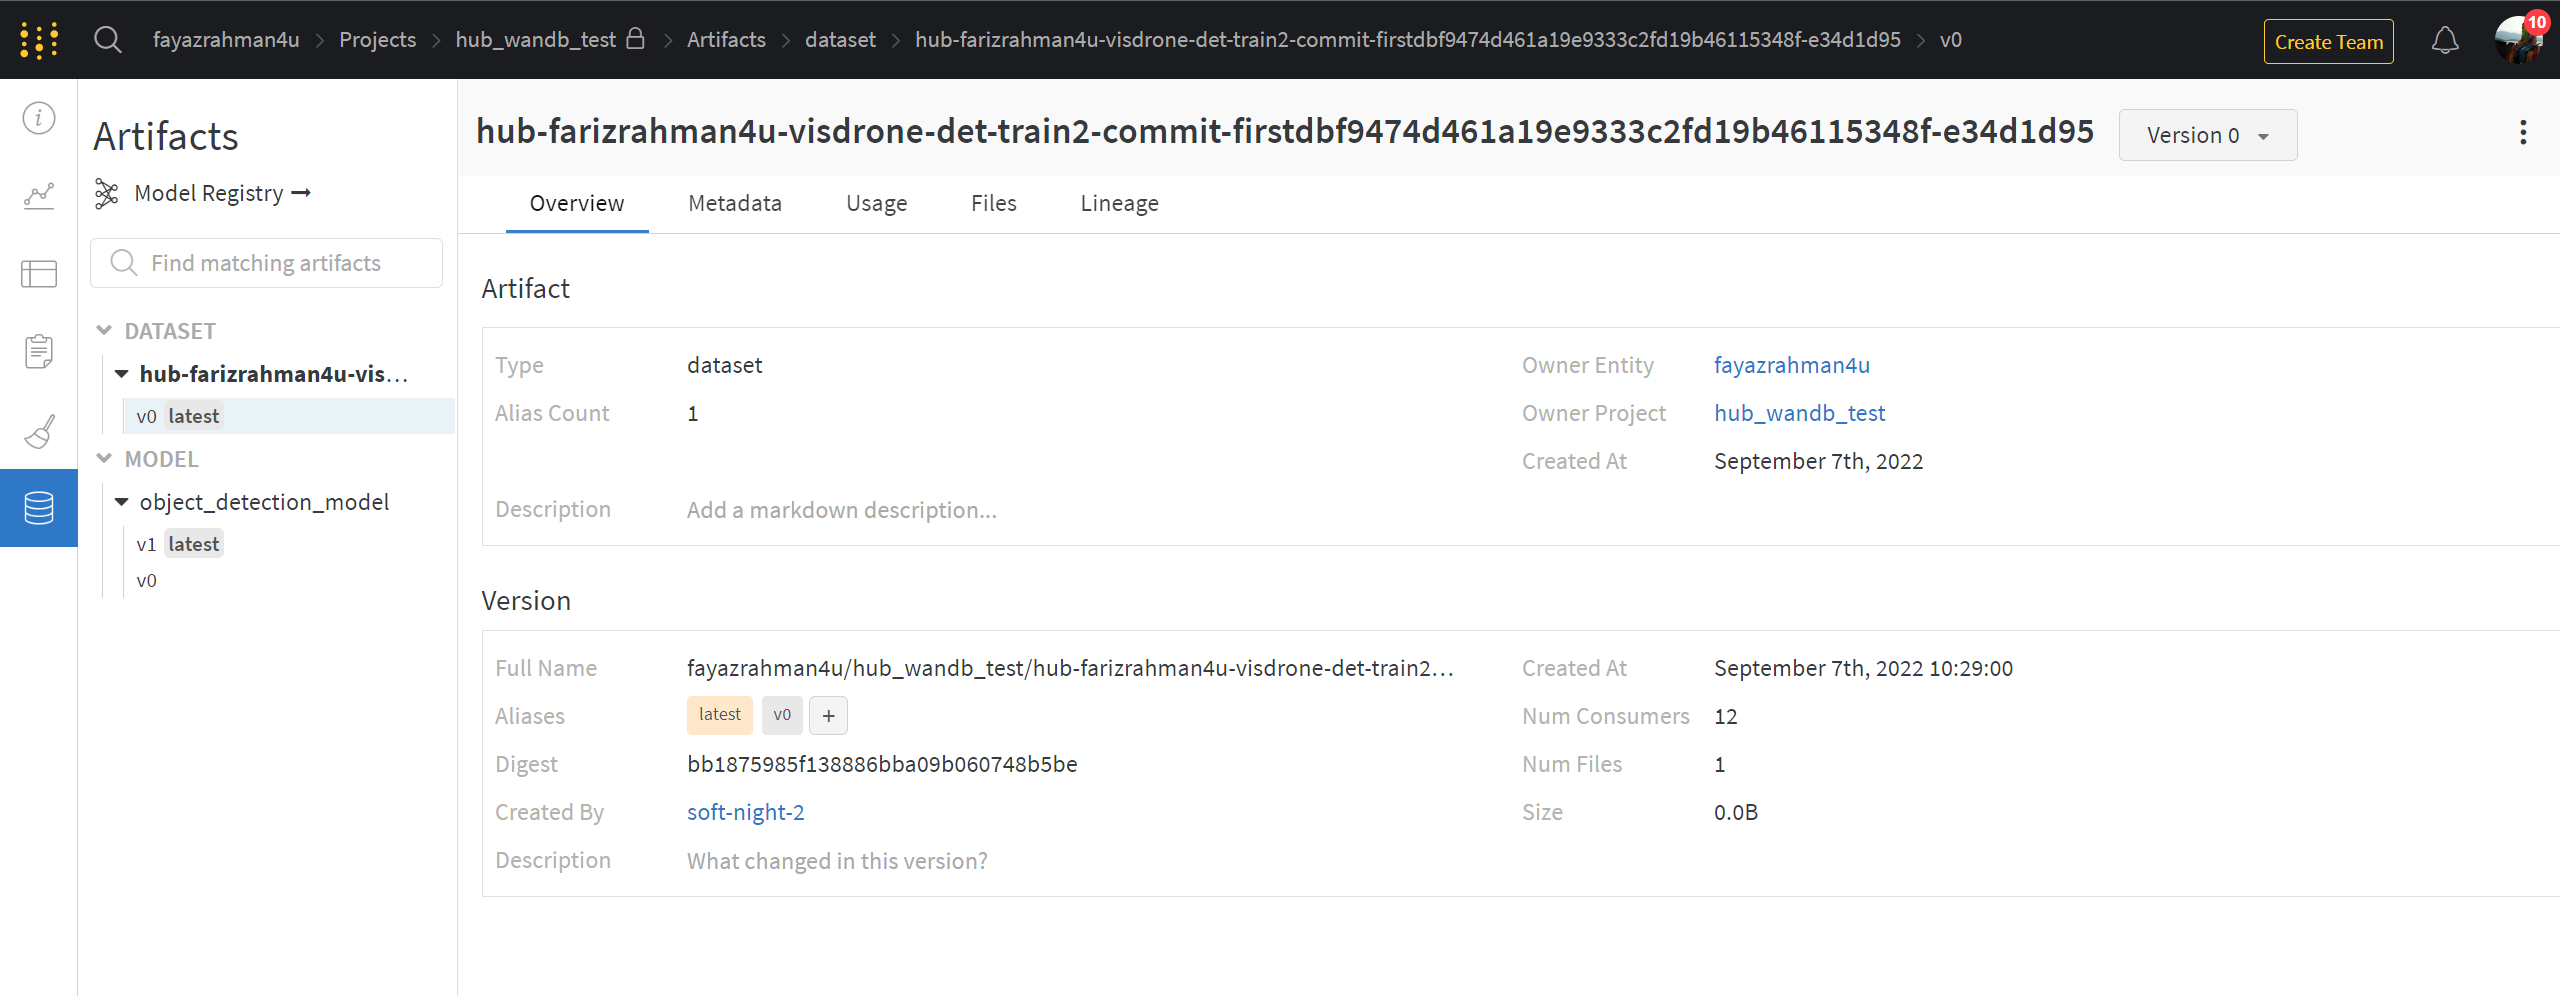 fayazrahman4u > Projects > hub_wandb_test > Artifacts > dataset > hub-farizrahman4u-visdrone-det-train2-commit-firstdbf9474d461a19e9333c2fd19b46115348f-e34d1d95 > v0
Create Team
10
Artifacts
Model Registry
Find matching artifacts
DATASET
hub-farizrahman4u-vis...
v0 latest
MODEL
object_detection_model
v1 latest
v0
hub-farizrahman4u-visdrone-det-train2-commit-firstdbf9474d461a19e9333c2fd19b46115348f-e34d1d95
Version 0
Overview Metadata Usage Files Lineage
Artifact
Type dataset Owner Entity fayazrahman4u
Alias Count 1 Owner Project hub_wandb_test
Created At September 7th, 2022
Description Add a markdown description...
Version
Full Name fayazrahman4u/hub_wandb_test/hub-farizrahman4u-visdrone-det-train2... Created At September 7th, 2022 10:29:00
Aliases latest v0 + Num Consumers 12
Digest bb1875985f138886bba09b060748b5be Num Files 1
Created By soft-night-2 Size 0.0B
Description What changed in this version?